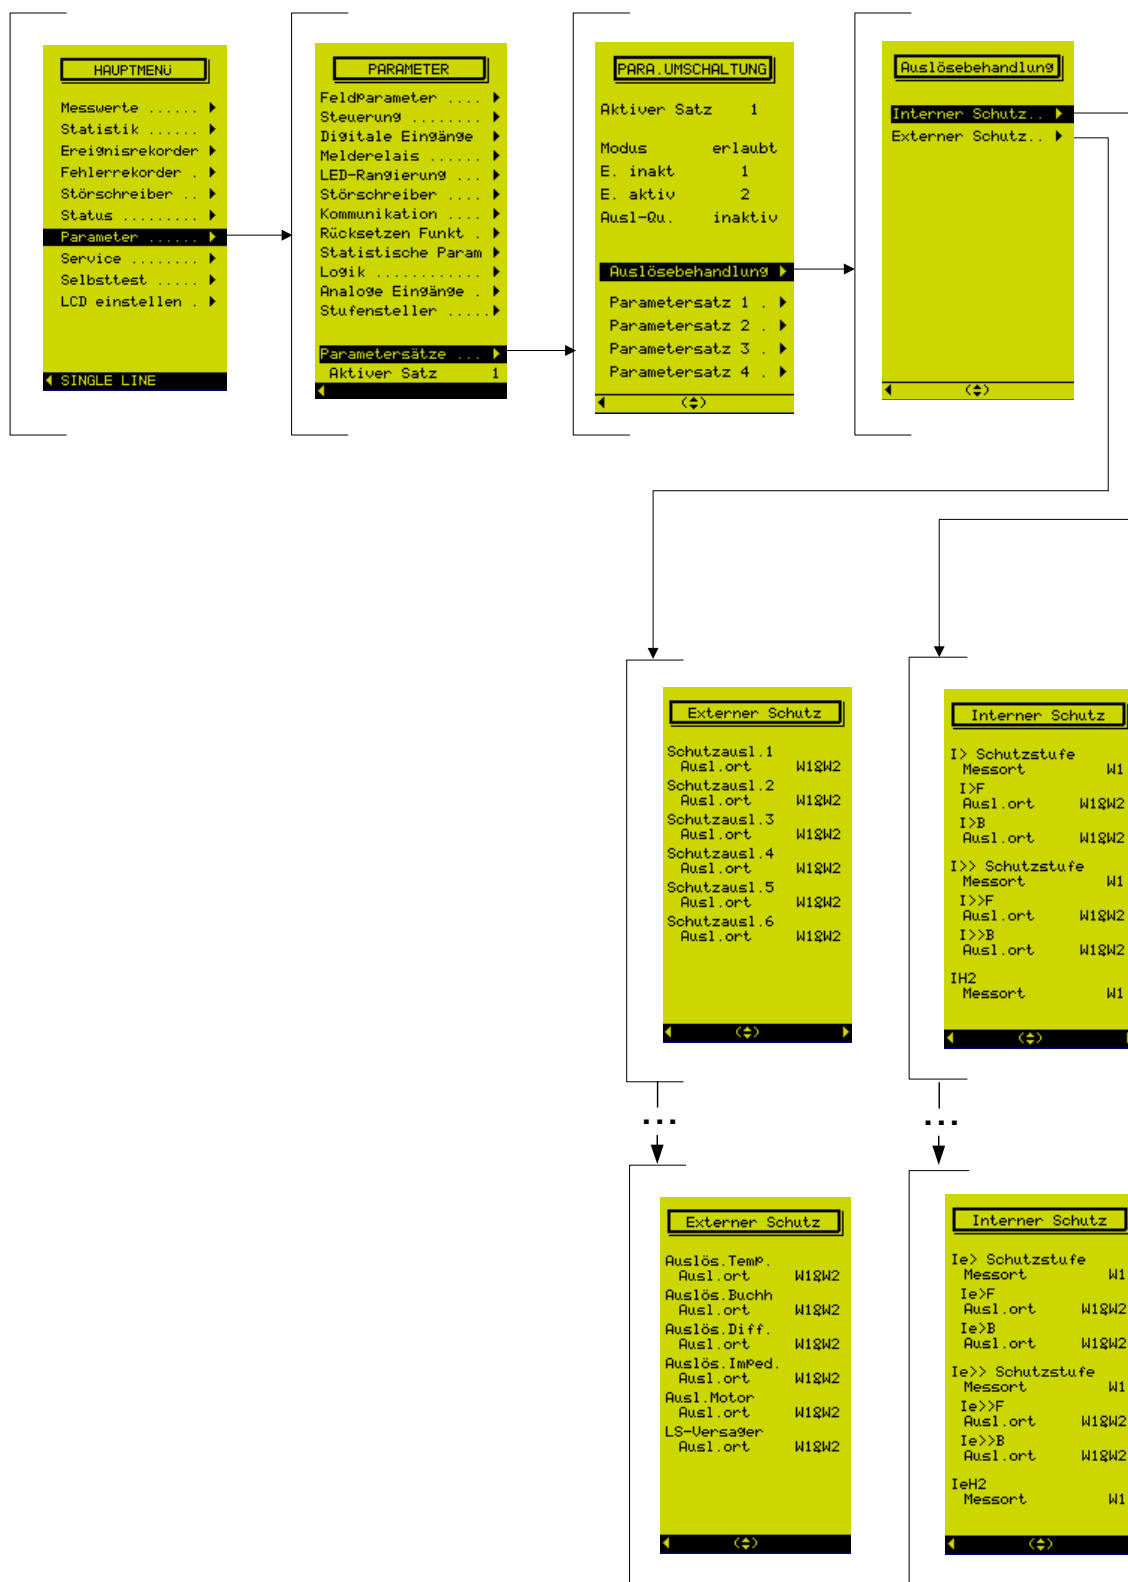 HAUPTMENü
Messwerte ......
Statistik ......
Ereignisrekorder
Fehlerrekorder .
Störschreiber ..
Status .........
Parameter ......
Service ........
Selbsttest .....
LCD einstellen .
SINGLE LINE
PARAMETER
Feldparameter ....
Steuerung ........
Digitale Eingänge
Melderelais ......
LED-Rangierung ...
Störschreiber ....
Kommunikation ....
Rücksetzen Funkt .
Statistische Param
Logik ............
Analoge Eingänge .
Stufensteller .....
Parametersätze ...
Aktiver Satz 1
PARA.UMSCHALTUNG
Aktiver Satz 1
Modus erlaubt
E. inakt 1
E. aktiv 2
Ausl-Qu. inaktiv
Auslösebehandlung
Parametersatz 1 .
Parametersatz 2 .
Parametersatz 3 .
Parametersatz 4 .
Auslösebehandlung
Interner Schutz..
Externer Schutz..
Externer Schutz
Schutzausl.1
Ausl.ort W1&W2
Schutzausl.2
Ausl.ort W1&W2
Schutzausl.3
Ausl.ort W1&W2
Schutzausl.4
Ausl.ort W1&W2
Schutzausl.5
Ausl.ort W1&W2
Schutzausl.6
Ausl.ort W1&W2
Interner Schutz
I> Schutzstufe
Messort W1
I>F
Ausl.ort W1&W2
I>B
Ausl.ort W1&W2
I>> Schutzstufe
Messort W1
I>>F
Ausl.ort W1&W2
I>>B
Ausl.ort W1&W2
IH2
Messort W1
...
...
Externer Schutz
Auslös.Temp.
Ausl.ort W1&W2
Auslös.Buchh
Ausl.ort W1&W2
Auslös.Diff.
Ausl.ort W1&W2
Auslös.Imped.
Ausl.ort W1&W2
Ausl.Motor
Ausl.ort W1&W2
LS-Versager
Ausl.ort W1&W2
Interner Schutz
Ie> Schutzstufe
Messort W1
Ie>F
Ausl.ort W1&W2
Ie>B
Ausl.ort W1&W2
Ie>> Schutzstufe
Messort W1
Ie>>F
Ausl.ort W1&W2
Ie>>B
Ausl.ort W1&W2
IeH2
Messort W1